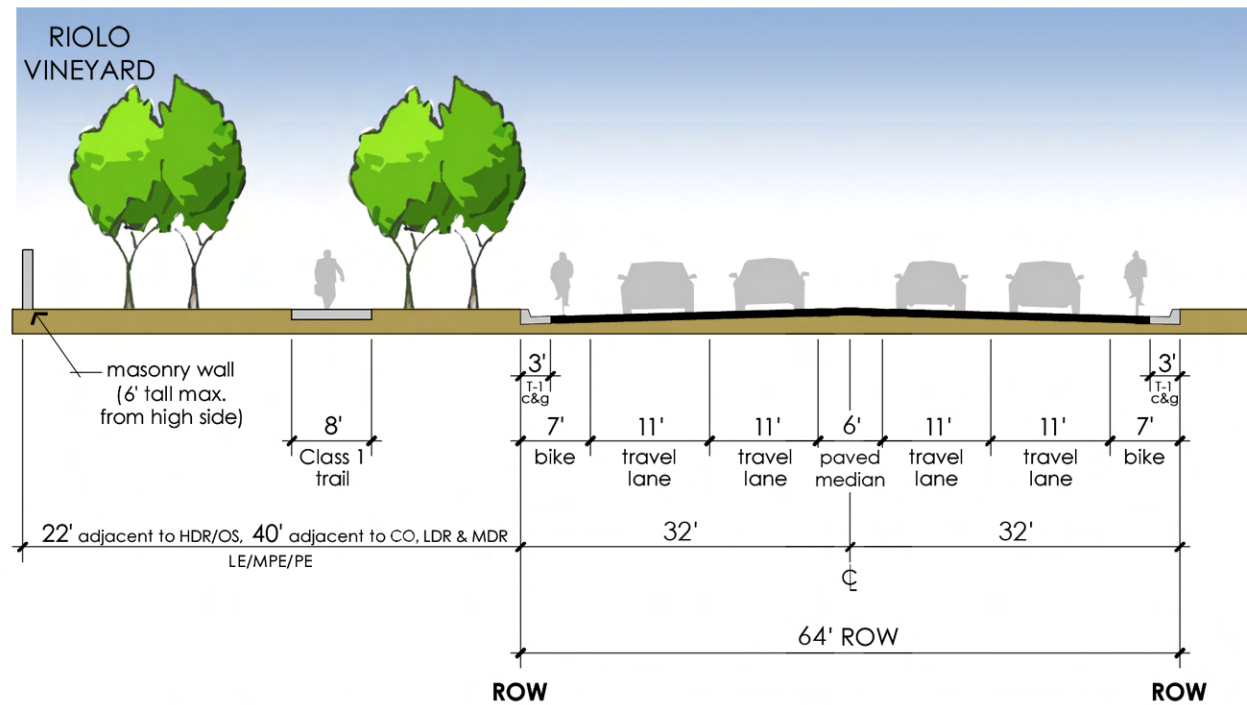 RIOLO
VINEYARD
masonry wall
(6' tall max.
from high side)
3'
T-1
c&g
3'
T-1
c&g
8'
7'
11'
11'
6'
11'
11'
7'
Class 1
trail
bike
travel
lane
travel
lane
paved
median
travel
lane
travel
lane
bike
22' adjacent to HDR/OS, 40' adjacent to CO, LDR & MDR
LE/MPE/PE
32'
32'
℄
64' ROW
ROW
ROW